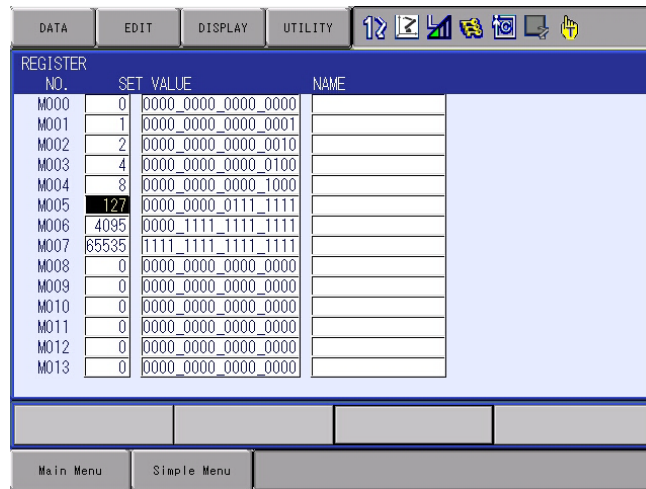 DATA EDIT DISPLAY UTILITY
REGISTER
NO. SET VALUE NAME
M000 0 0000_0000_0000_0000
M001 1 0000_0000_0000_0001
M002 2 0000_0000_0000_0010
M003 4 0000_0000_0000_0100
M004 8 0000_0000_0000_1000
M005 127 0000_0000_0111_1111
M006 4095 0000_1111_1111_1111
M007 65535 1111_1111_1111_1111
M008 0 0000_0000_0000_0000
M009 0 0000_0000_0000_0000
M010 0 0000_0000_0000_0000
M011 0 0000_0000_0000_0000
M012 0 0000_0000_0000_0000
M013 0 0000_0000_0000_0000
Main Menu Simple Menu